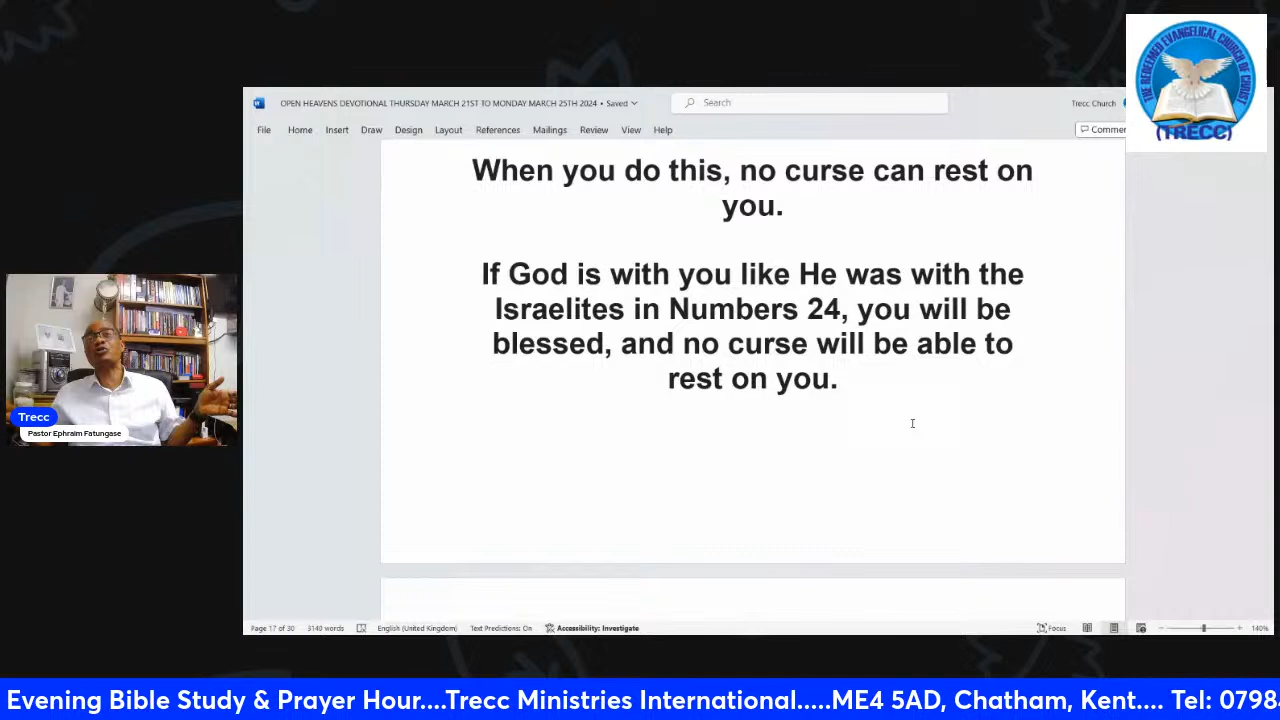 THE REDEEMED EVANGELICAL CHURCH OF CHRIST
(TRECC)
OPEN HEAVENS DEVOTIONAL THURSDAY MARCH 21ST TO MONDAY MARCH 25TH 2024 • Saved
Search
Trecc Church
File Home Insert Draw Design Layout References Mailings Review View Help
Commen
When you do this, no curse can rest on
you.
If God is with you like He was with the
Israelites in Numbers 24, you will be
blessed, and no curse will be able to
rest on you.
Trecc
Pastor Ephraim Fatungase
Page 17 of 30 3140 words English (United Kingdom) Text Predictions: On Accessibility: Investigate Focus 140%
Evening Bible Study & Prayer Hour....Trecc Ministries International.....ME4 5AD, Chatham, Kent.... Tel: 0798